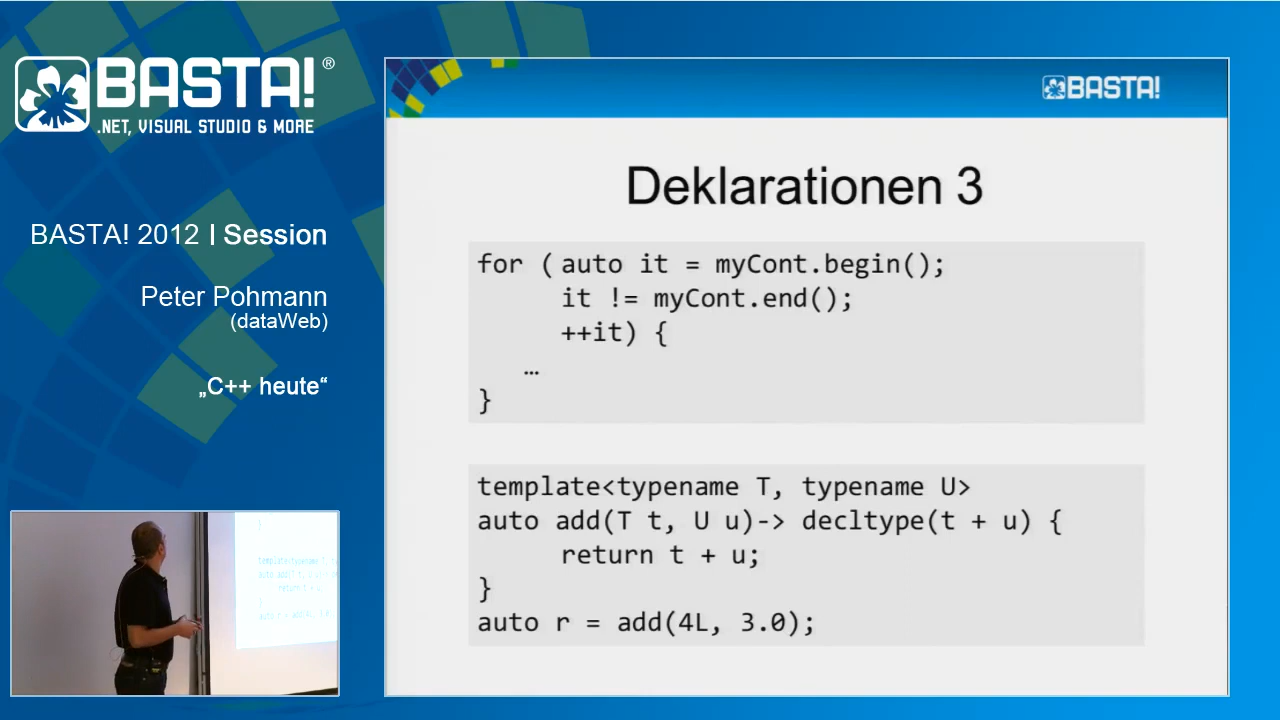 BASTA!®
.NET, VISUAL STUDIO & MORE
BASTA! 2012 | Session
Peter Pohmann
(dataWeb)
„C++ heute“
BASTA!
Deklarationen 3
for ( auto it = myCont.begin();
it != myCont.end();
++it) {
…
}
template<typename T, typename U>
auto add(T t, U u)-> decltype(t + u) {
return t + u;
}
auto r = add(4L, 3.0);